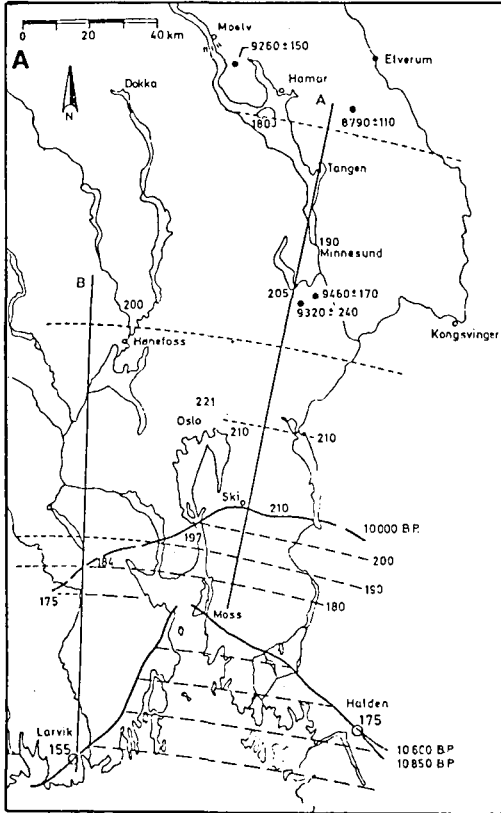 0 20 40 km
A
N
Moelv
9260±150
Elverum
Dokka
Hamar
A
180
8790±110
Tangen
190
Minnesund
B
205
9460±170
9320±240
200
Kongsvinger
Hønefoss
221
Oslo
210
210
Ski
210
10000 B.P.
197
200
184
190
175
180
Moss
Halden
175
Larvik
155
10600 B.P.
10850 B.P.